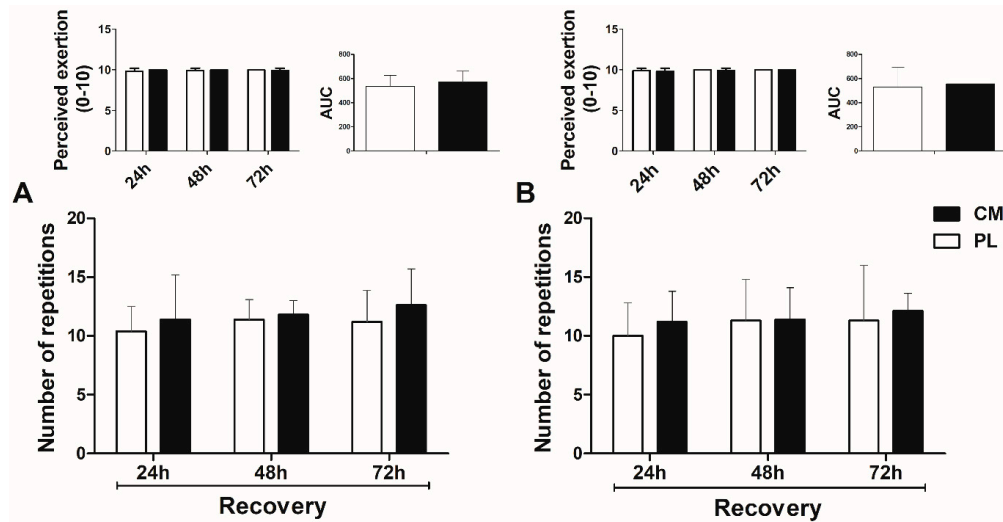 Perceived exertion
(0-10)
15
10
5
0
24h
48h
72h
AUC
800
600
400
200
0
Perceived exertion
(0-10)
15
10
5
0
24h
48h
72h
AUC
800
600
400
200
0
A
Number of repetitions
20
15
10
5
0
24h
48h
72h
Recovery
B
CM
PL
Number of repetitions
20
15
10
5
0
24h
48h
72h
Recovery